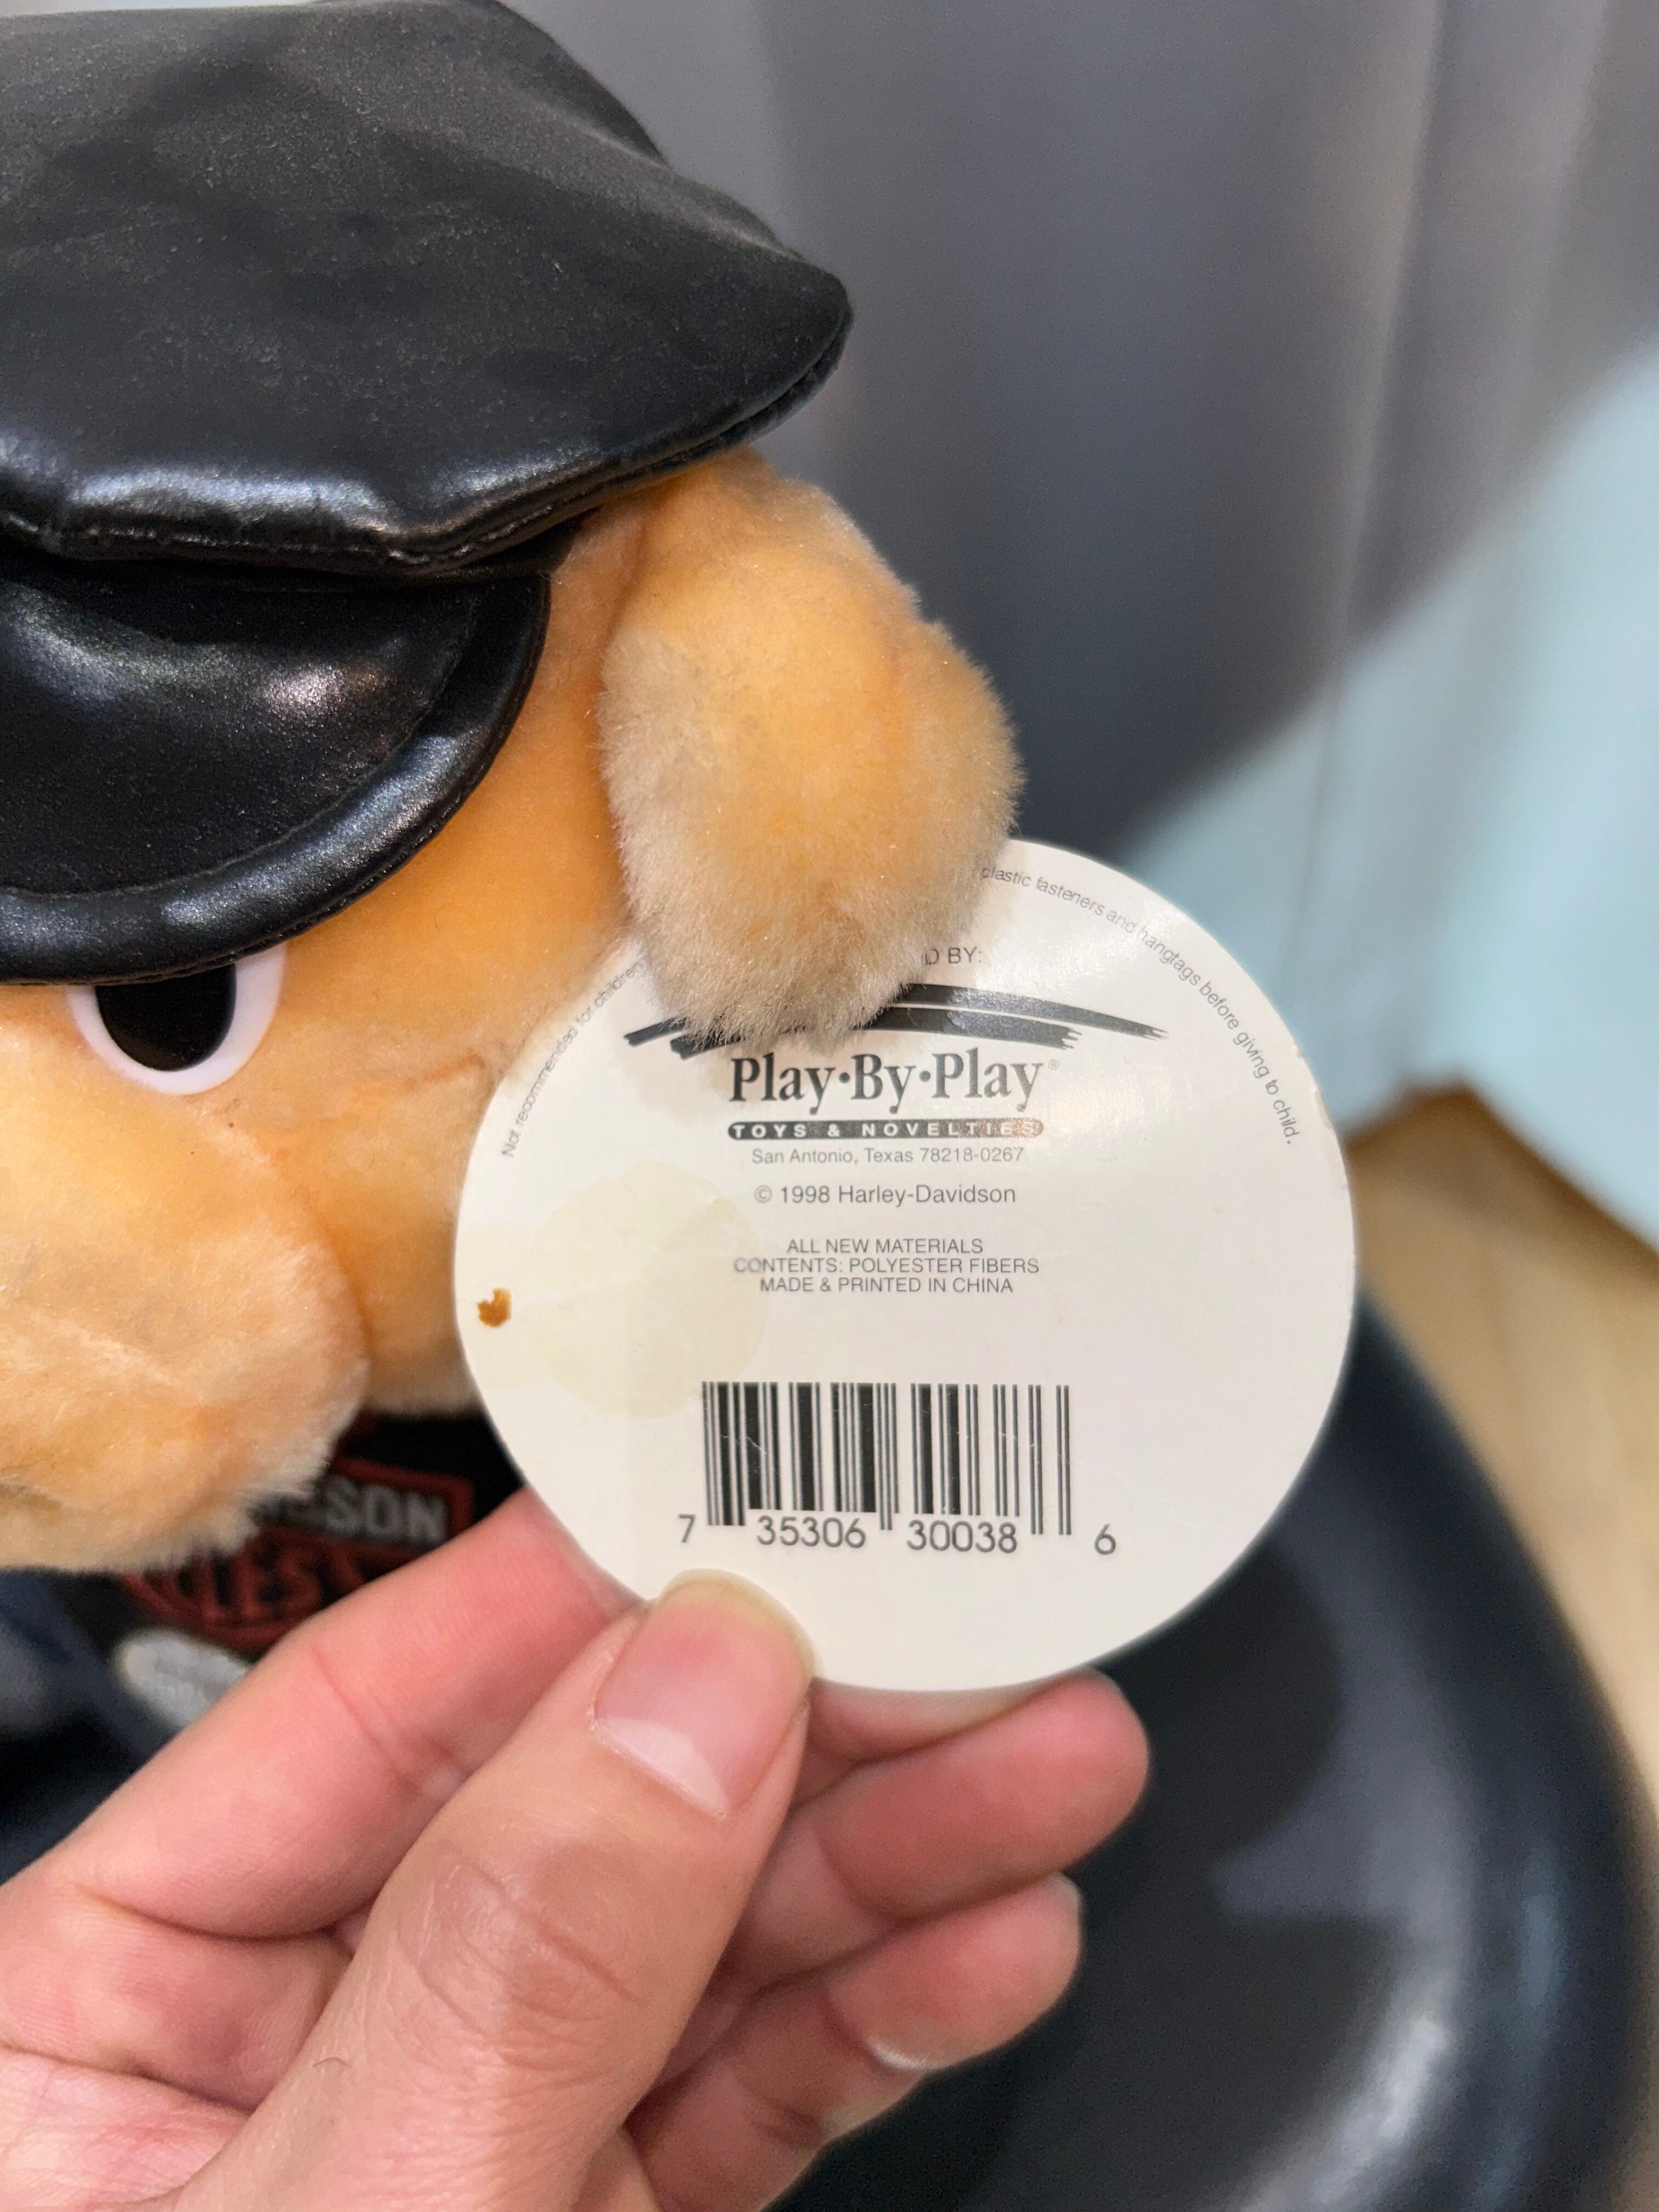 Not recommended for children
plastic fasteners and hangtags before giving to child.
BY:
Play·By·Play®
TOYS & NOVELTIES
San Antonio, Texas 78218-0267
© 1998 Harley-Davidson
ALL NEW MATERIALS
CONTENTS: POLYESTER FIBERS
MADE & PRINTED IN CHINA
7 35306 30038 6